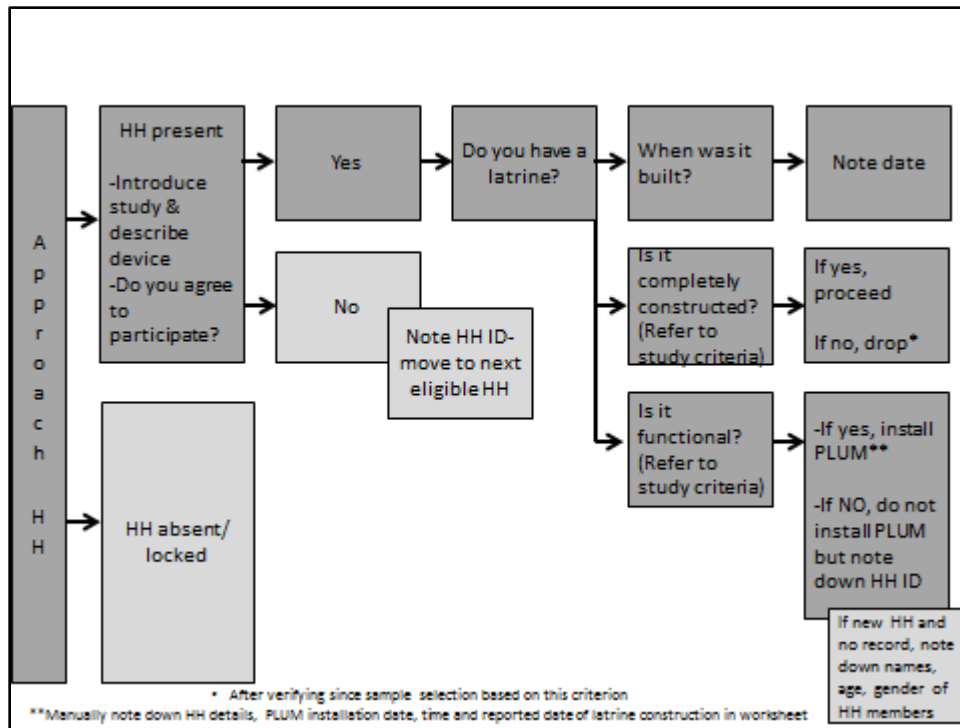 Approach HH
HH present
-Introduce
study &
describe
device
-Do you agree
to
participate?
Yes
Do you have a
latrine?
When was it
built?
Note date
No
Note HH ID-
move to next
eligible HH
Is it
completely
constructed?
(Refer to
study criteria)
If yes,
proceed
If no, drop*
HH absent/
locked
Is it
functional?
(Refer to
study criteria)
-If yes, install
PLUM**
-If NO, do not
install PLUM
but note
down HH ID
If new HH and
no record, note
down names,
age, gender of
HH members
• After verifying since sample selection based on this criterion
**Manually note down HH details, PLUM installation date, time and reported date of latrine construction in worksheet